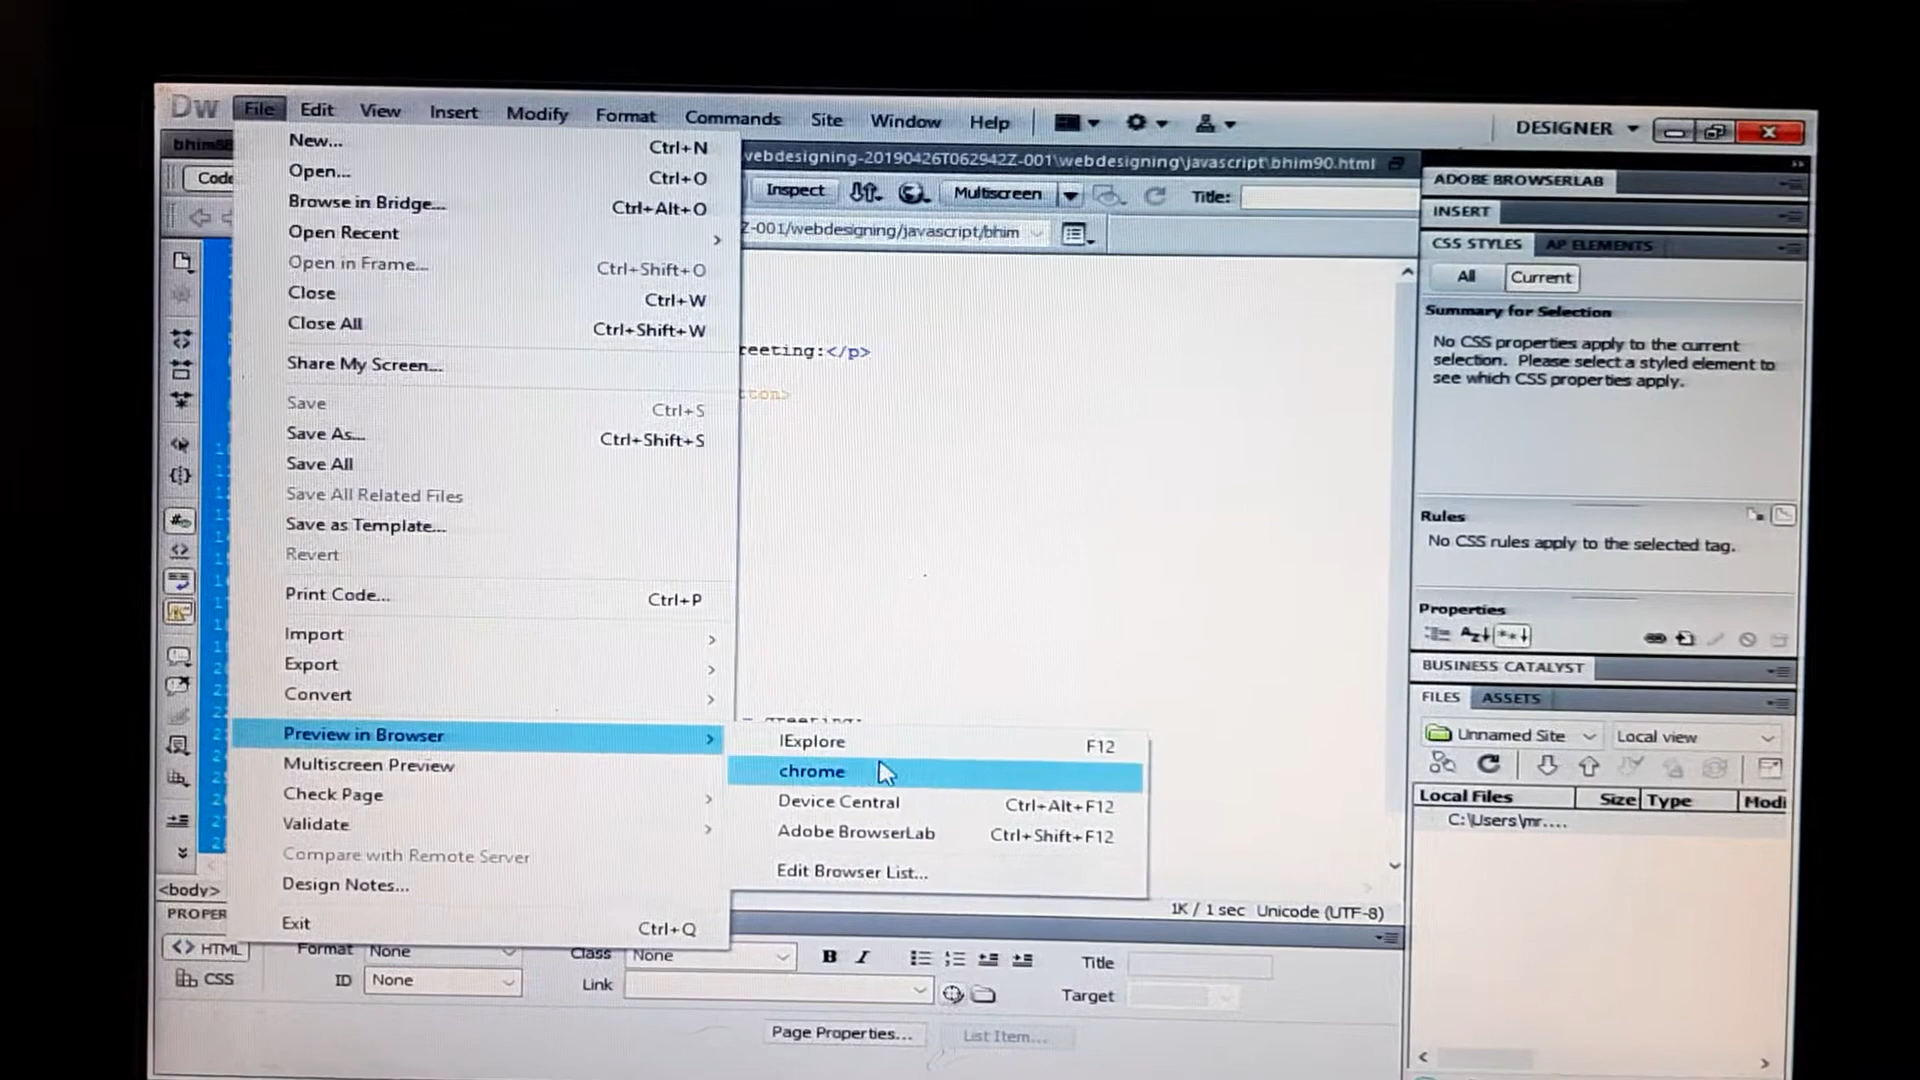 Dw File Edit View Insert Modify Format Commands Site Window Help DESIGNER
New... Ctrl+N
Open... Ctrl+O
Browse in Bridge... Ctrl+Alt+O
Open Recent
Open in Frame... Ctrl+Shift+O
Close Ctrl+W
Close All Ctrl+Shift+W
Share My Screen...
Save Ctrl+S
Save As... Ctrl+Shift+S
Save All
Save All Related Files
Save as Template...
Revert
Print Code... Ctrl+P
Import
Export
Convert
Preview in Browser
Multiscreen Preview
Check Page
Validate
Compare with Remote Server
Design Notes...
Exit Ctrl+Q
IExplore F12
chrome
Device Central Ctrl+Alt+F12
Adobe BrowserLab Ctrl+Shift+F12
Edit Browser List...
vebdesigning-20190426T062942Z-001\webdesigning\javascript\bhim90.html
Code
Inspect Multiscreen Title:
Z-001/webdesigning/javascript/bhim
reeting:</p>
tton>
greeting:
<body>
1K / 1 sec Unicode (UTF-8)
PROPER
HTML Format None Class None B I Title
CSS ID None Link Target
Page Properties... List Item...
ADOBE BROWSERLAB
INSERT
CSS STYLES AP ELEMENTS
All Current
Summary for Selection
No CSS properties apply to the current
selection. Please select a styled element to
see which CSS properties apply.
Rules
No CSS rules apply to the selected tag.
Properties
BUSINESS CATALYST
FILES ASSETS
Unnamed Site Local view
Local Files Size Type Modi
C:\Users\mr....